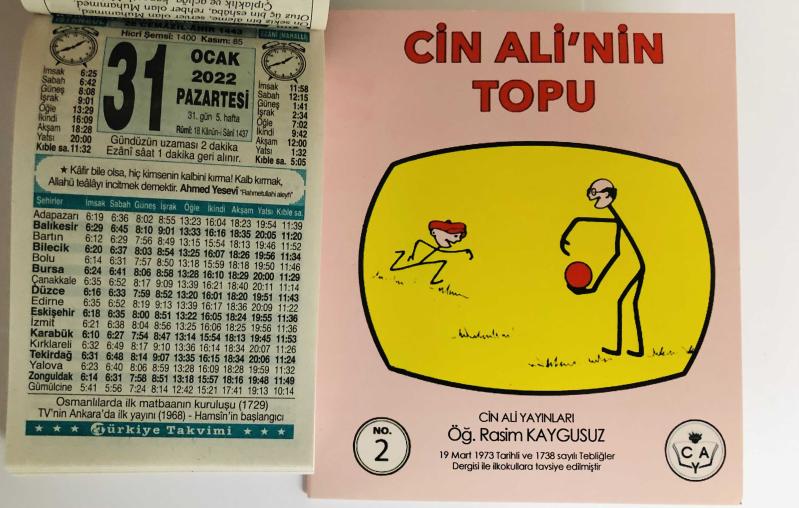 Hicrî Şemsî: 1400 Kasım: 85
31
OCAK
2022
PAZARTESİ
31. gün 5. hafta
Rûmî: 18 Kânûn-i Sânî 1437
İmsak 6:25
Sabah 6:42
Güneş 8:08
İşrak 9:01
Öğle 13:29
İkindi 16:09
Akşam 18:28
Yatsı 20:00
Kıble sa. 11:32
İmsak 11:58
Sabah 12:15
Güneş 1:41
İşrak 2:34
Öğle 7:02
İkindi 9:42
Akşam 12:00
Yatsı 1:32
Kıble sa. 5:05
Gündüzün uzaması 2 dakika
Ezânî sâat 1 dakika geri alınır.
★ Kâfir bile olsa, hiç kimsenin kalbini kırma! Kalb kırmak,
Allahü teâlâyı incitmek demektir. Ahmed Yesevî "Rahmetullahi aleyh"
Şehirler İmsak Sabah Güneş İşrak Öğle İkindi Akşam Yatsı Kıble sa.
Adapazarı 6:19 6:36 8:02 8:55 13:23 16:04 18:23 19:54 11:39
Balıkesir 6:29 6:45 8:10 9:01 13:33 16:16 18:35 20:05 11:20
Bartın 6:12 6:29 7:56 8:49 13:15 15:54 18:13 19:46 11:52
Bilecik 6:20 6:37 8:03 8:54 13:25 16:07 18:26 19:56 11:34
Bolu 6:14 6:31 7:57 8:50 13:18 15:59 18:18 19:50 11:46
Bursa 6:24 6:41 8:06 8:58 13:28 16:10 18:29 20:00 11:29
Çanakkale 6:35 6:52 8:17 9:09 13:39 16:21 18:40 20:11 11:14
Düzce 6:16 6:33 7:59 8:52 13:20 16:01 18:20 19:51 11:43
Edirne 6:35 6:52 8:19 9:13 13:39 16:17 18:36 20:09 11:22
Eskişehir 6:18 6:35 8:00 8:51 13:22 16:05 18:24 19:55 11:36
İzmit 6:21 6:38 8:04 8:56 13:25 16:06 18:25 19:56 11:36
Karabük 6:10 6:27 7:54 8:47 13:14 15:54 18:13 19:45 11:53
Kırklareli 6:32 6:49 8:17 9:10 13:36 16:14 18:34 20:07 11:26
Tekirdağ 6:31 6:48 8:14 9:07 13:35 16:15 18:34 20:06 11:24
Yalova 6:23 6:40 8:06 8:59 13:28 16:09 18:28 19:59 11:32
Zonguldak 6:14 6:31 7:58 8:51 13:18 15:57 18:16 19:48 11:49
Gümülcine 5:41 5:56 7:24 8:14 12:42 15:21 17:41 19:13 10:14
Osmanlılarda ilk matbaanın kuruluşu (1729)
TV'nin Ankara'da ilk yayını (1968) - Hamsîn'in başlangıcı
Türkiye Takvimi
CİN ALİ'NİN
TOPU
CİN ALİ YAYINLARI
Öğ. Rasim KAYGUSUZ
19 Mart 1973 Tarihli ve 1738 sayılı Tebliğler
Dergisi ile ilkokullara tavsiye edilmiştir
NO.
2
C A
Y